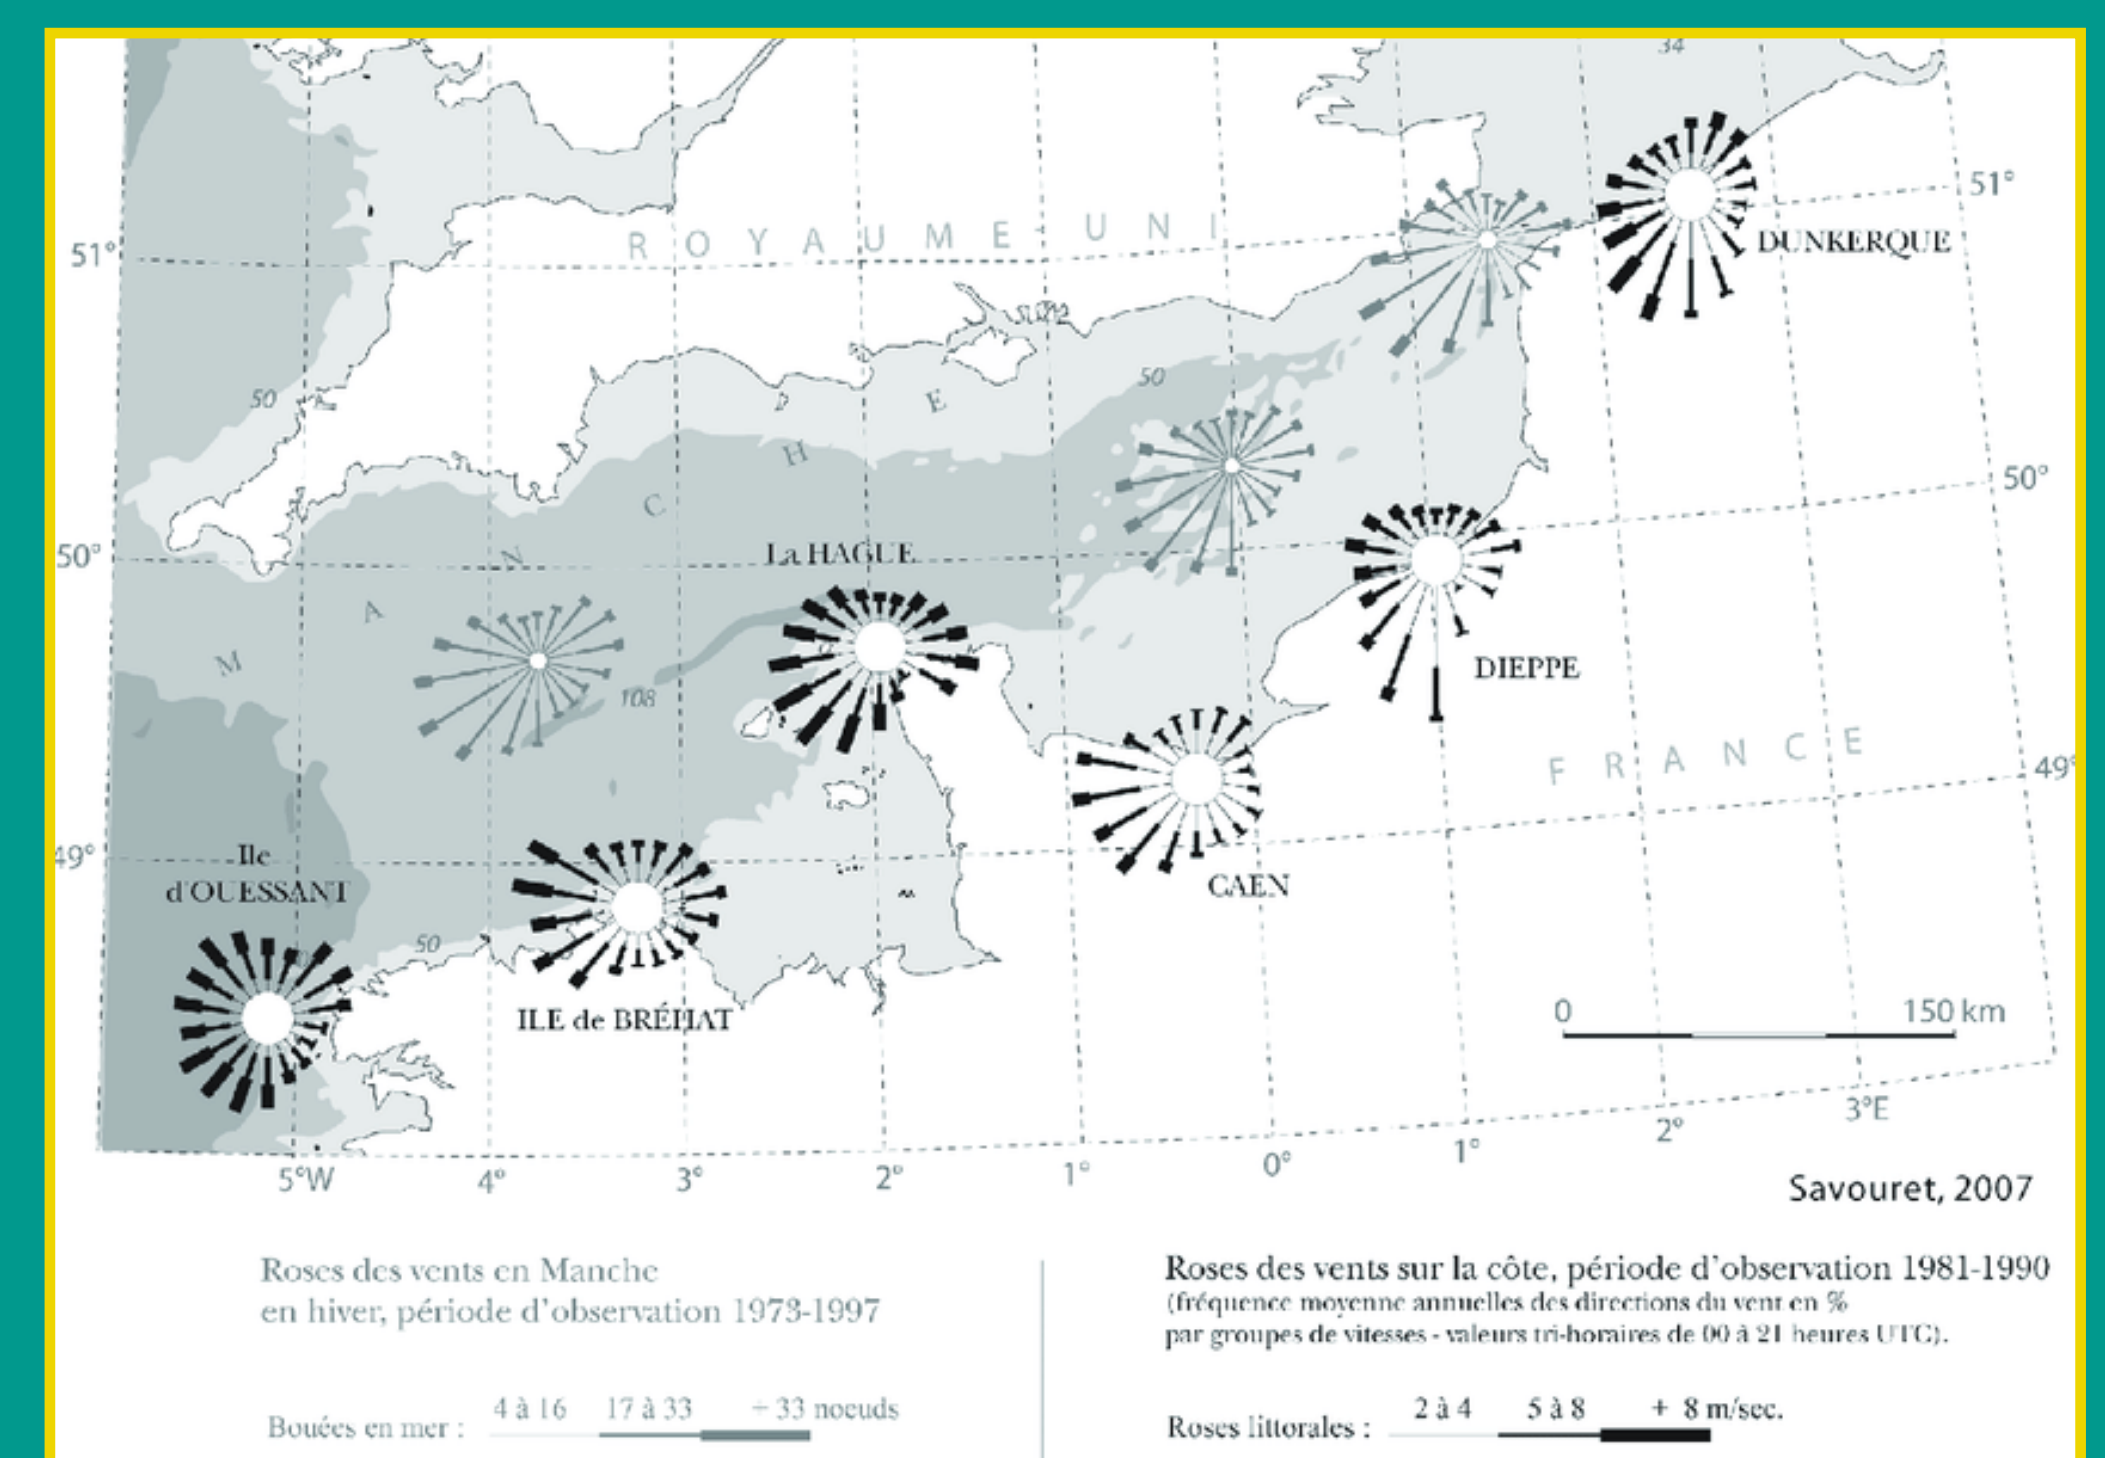 34
51°
DUNKERQUE
ROYAUME UNI
51°
MANCHE
50
50
50°
La HAGUE
50°
DIEPPE
108
FRANCE
49°
49°
Ile
d'OUESSANT
CAEN
50
ILE de BRÉHAT
0 150 km
5°W 4° 3° 2° 1° 0° 1° 2° 3°E
Savouret, 2007
Roses des vents en Manche
en hiver, période d'observation 1973-1997
4 à 16 17 à 33 + 33 noeuds
Bouées en mer :
Roses des vents sur la côte, période d'observation 1981-1990
(fréquence moyenne annuelles des directions du vent en %
par groupes de vitesses - valeurs tri-horaires de 00 à 21 heures UTC).
2 à 4 5 à 8 + 8 m/sec.
Roses littorales :